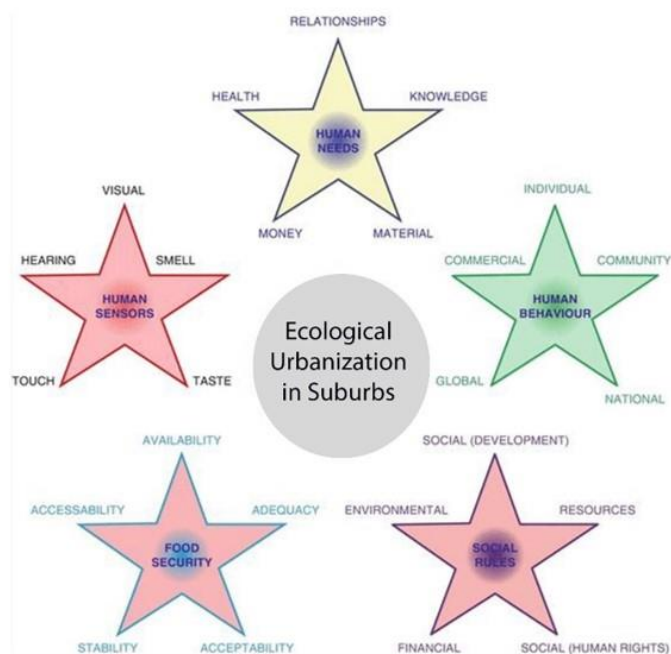 RELATIONSHIPS
HEALTH
KNOWLEDGE
HUMAN
NEEDS
MONEY
MATERIAL
VISUAL
HEARING
SMELL
HUMAN
SENSORS
TOUCH
TASTE
INDIVIDUAL
COMMERCIAL
COMMUNITY
HUMAN
BEHAVIOUR
GLOBAL
NATIONAL
Ecological
Urbanization
in Suburbs
AVAILABILITY
ACCESSABILITY
ADEQUACY
FOOD
SECURITY
STABILITY
ACCEPTABILITY
SOCIAL (DEVELOPMENT)
ENVIRONMENTAL
RESOURCES
SOCIAL
RULES
FINANCIAL
SOCIAL (HUMAN RIGHTS)